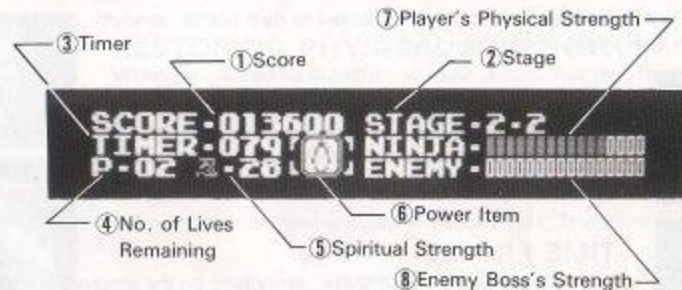 ⑦Player's Physical Strength
③Timer
①Score
②Stage
SCORE-013600 STAGE-2-2
TIMER-079 NINJA-
P-02 -28 ENEMY-
④No. of Lives
Remaining
⑤Spiritual Strength
⑥Power Item
⑧Enemy Boss's Strength